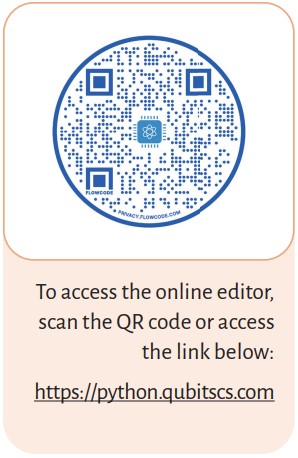 FLOWCODE
PRIVACY.FLOWCODE.COM
To access the online editor,
scan the QR code or access
the link below:
https://python.qubitscs.com